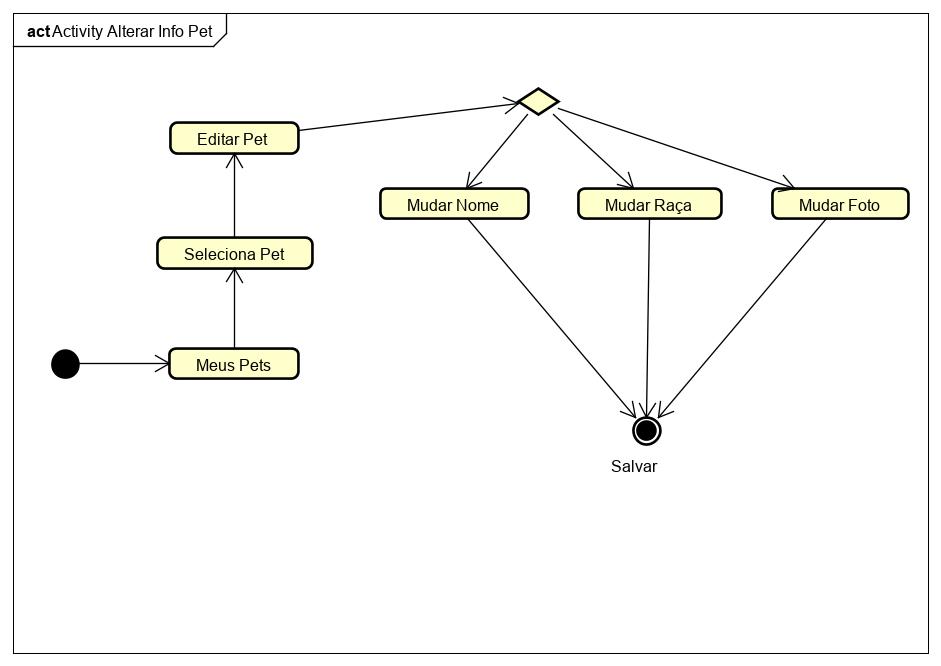 act Activity Alterar Info Pet
Editar Pet
Mudar Nome
Mudar Raça
Mudar Foto
Seleciona Pet
Meus Pets
Salvar